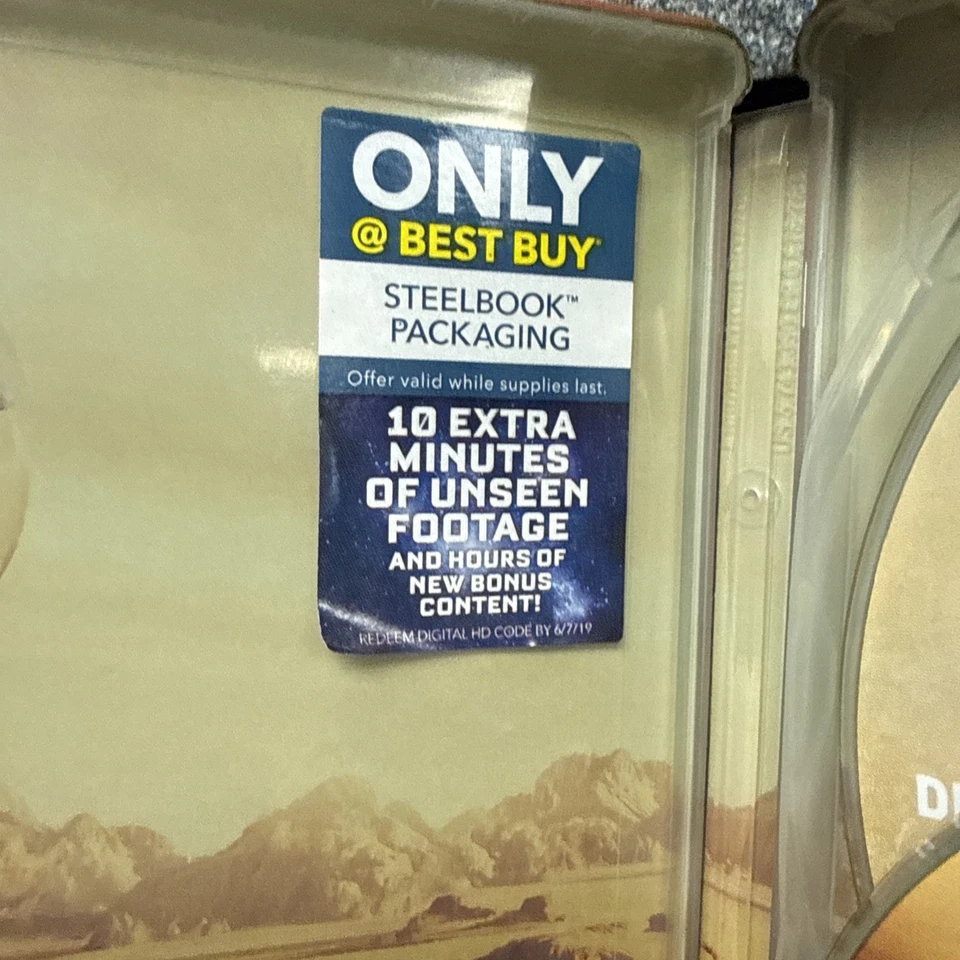 ONLY
@ BEST BUY
STEELBOOK™
PACKAGING
Offer valid while supplies last.
10 EXTRA
MINUTES
OF UNSEEN
FOOTAGE
AND HOURS OF
NEW BONUS
CONTENT!
REDEEM DIGITAL HD CODE BY 6/7/19